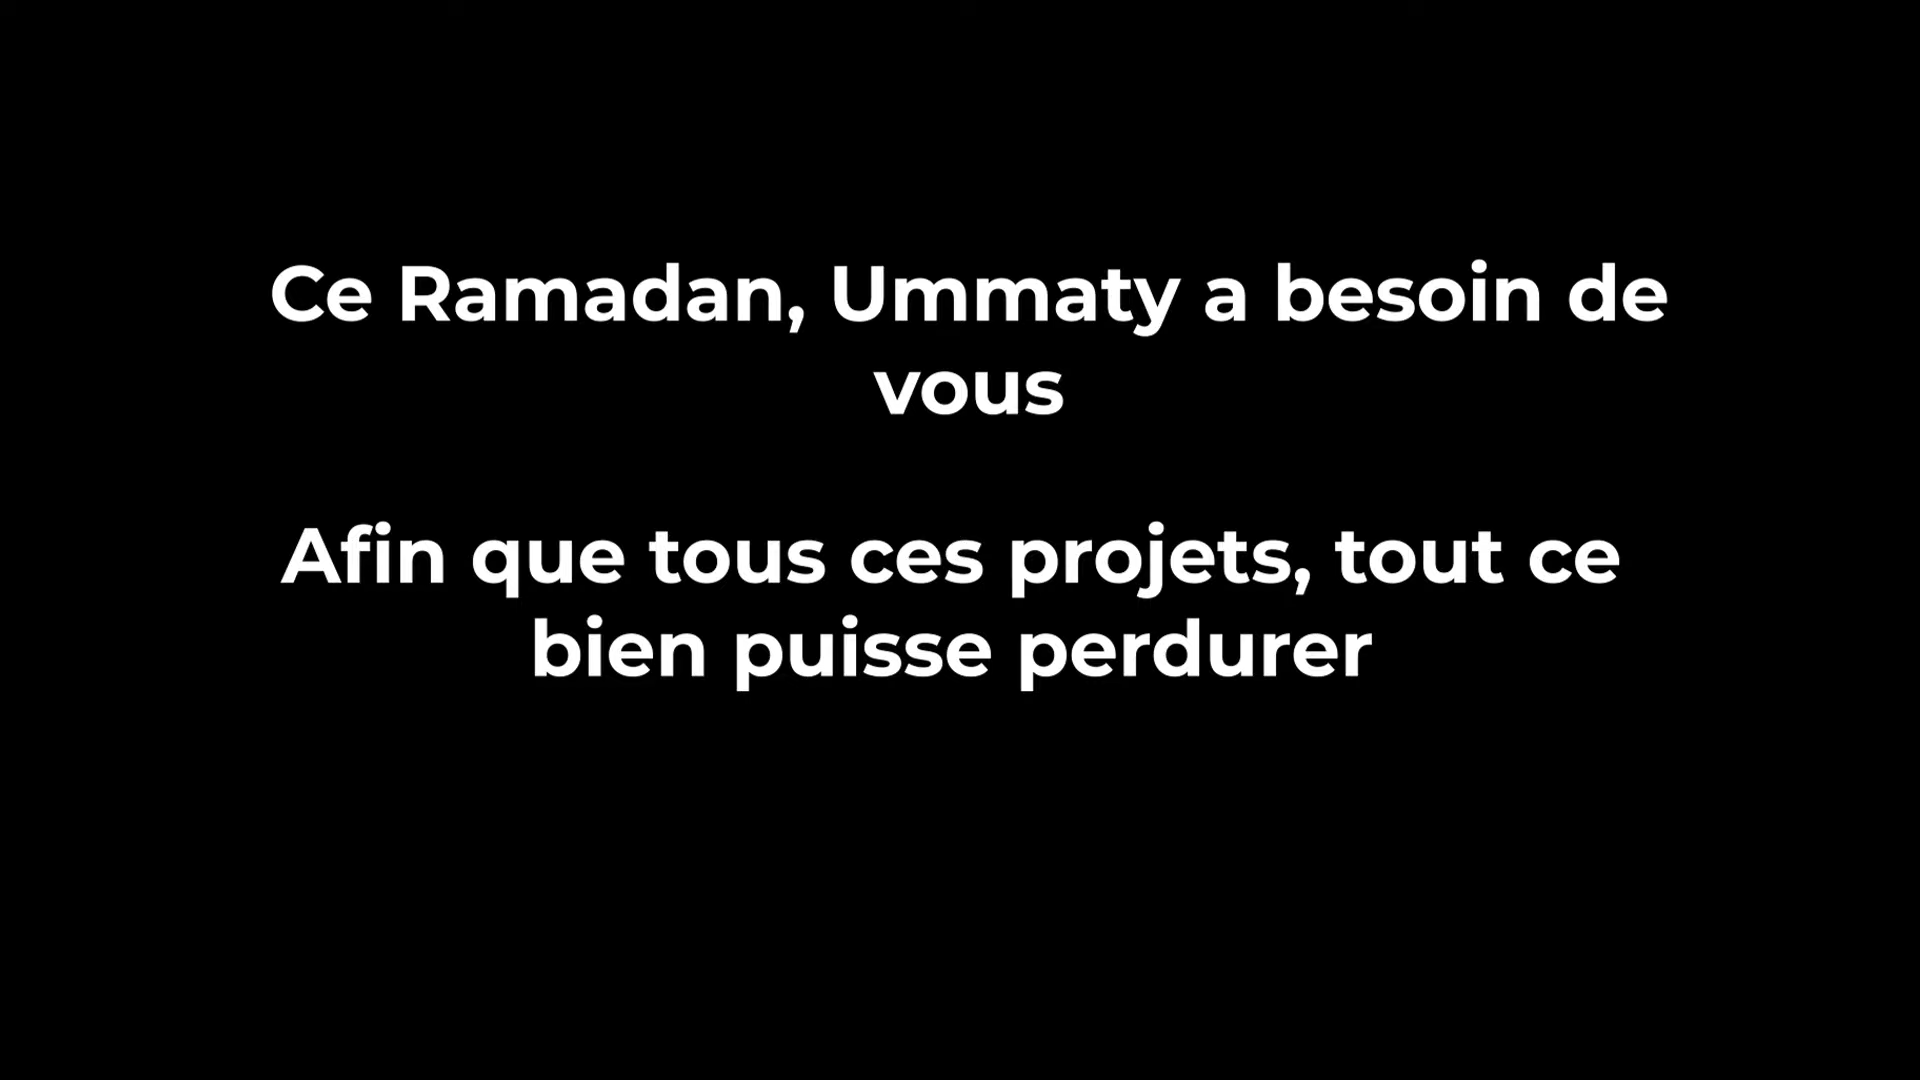 Ce Ramadan, Ummaty a besoin de
vous
Afin que tous ces projets, tout ce
bien puisse perdurer